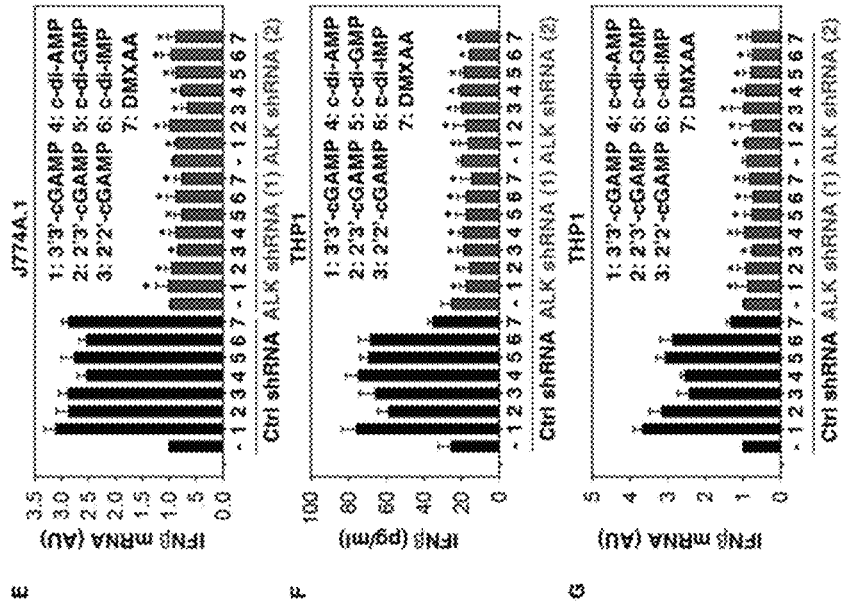 E
J774A.1
IFNβ mRNA (AU)
3.5
3.0
2.5
2.0
1.5
1.0
0.5
0.0
1: 3'3'-cGAMP 4: c-di-AMP
2: 2'3'-cGAMP 5: c-di-GMP
3: 2'2'-cGAMP 6: c-di-IMP
7: DMXAA
- 1 2 3 4 5 6 7 - 1 2 3 4 5 6 7 - 1 2 3 4 5 6 7
Ctrl shRNA ALK shRNA (1) ALK shRNA (2)
F
THP1
IFNβ (pg/ml)
100
80
60
40
20
0
1: 3'3'-cGAMP 4: c-di-AMP
2: 2'3'-cGAMP 5: c-di-GMP
3: 2'2'-cGAMP 6: c-di-IMP
7: DMXAA
- 1 2 3 4 5 6 7 - 1 2 3 4 5 6 7 - 1 2 3 4 5 6 7
Ctrl shRNA ALK shRNA (1) ALK shRNA (2)
G
THP1
IFNβ mRNA (AU)
5
4
3
2
1
0
1: 3'3'-cGAMP 4: c-di-AMP
2: 2'3'-cGAMP 5: c-di-GMP
3: 2'2'-cGAMP 6: c-di-IMP
7: DMXAA
- 1 2 3 4 5 6 7 - 1 2 3 4 5 6 7 - 1 2 3 4 5 6 7
Ctrl shRNA ALK shRNA (1) ALK shRNA (2)